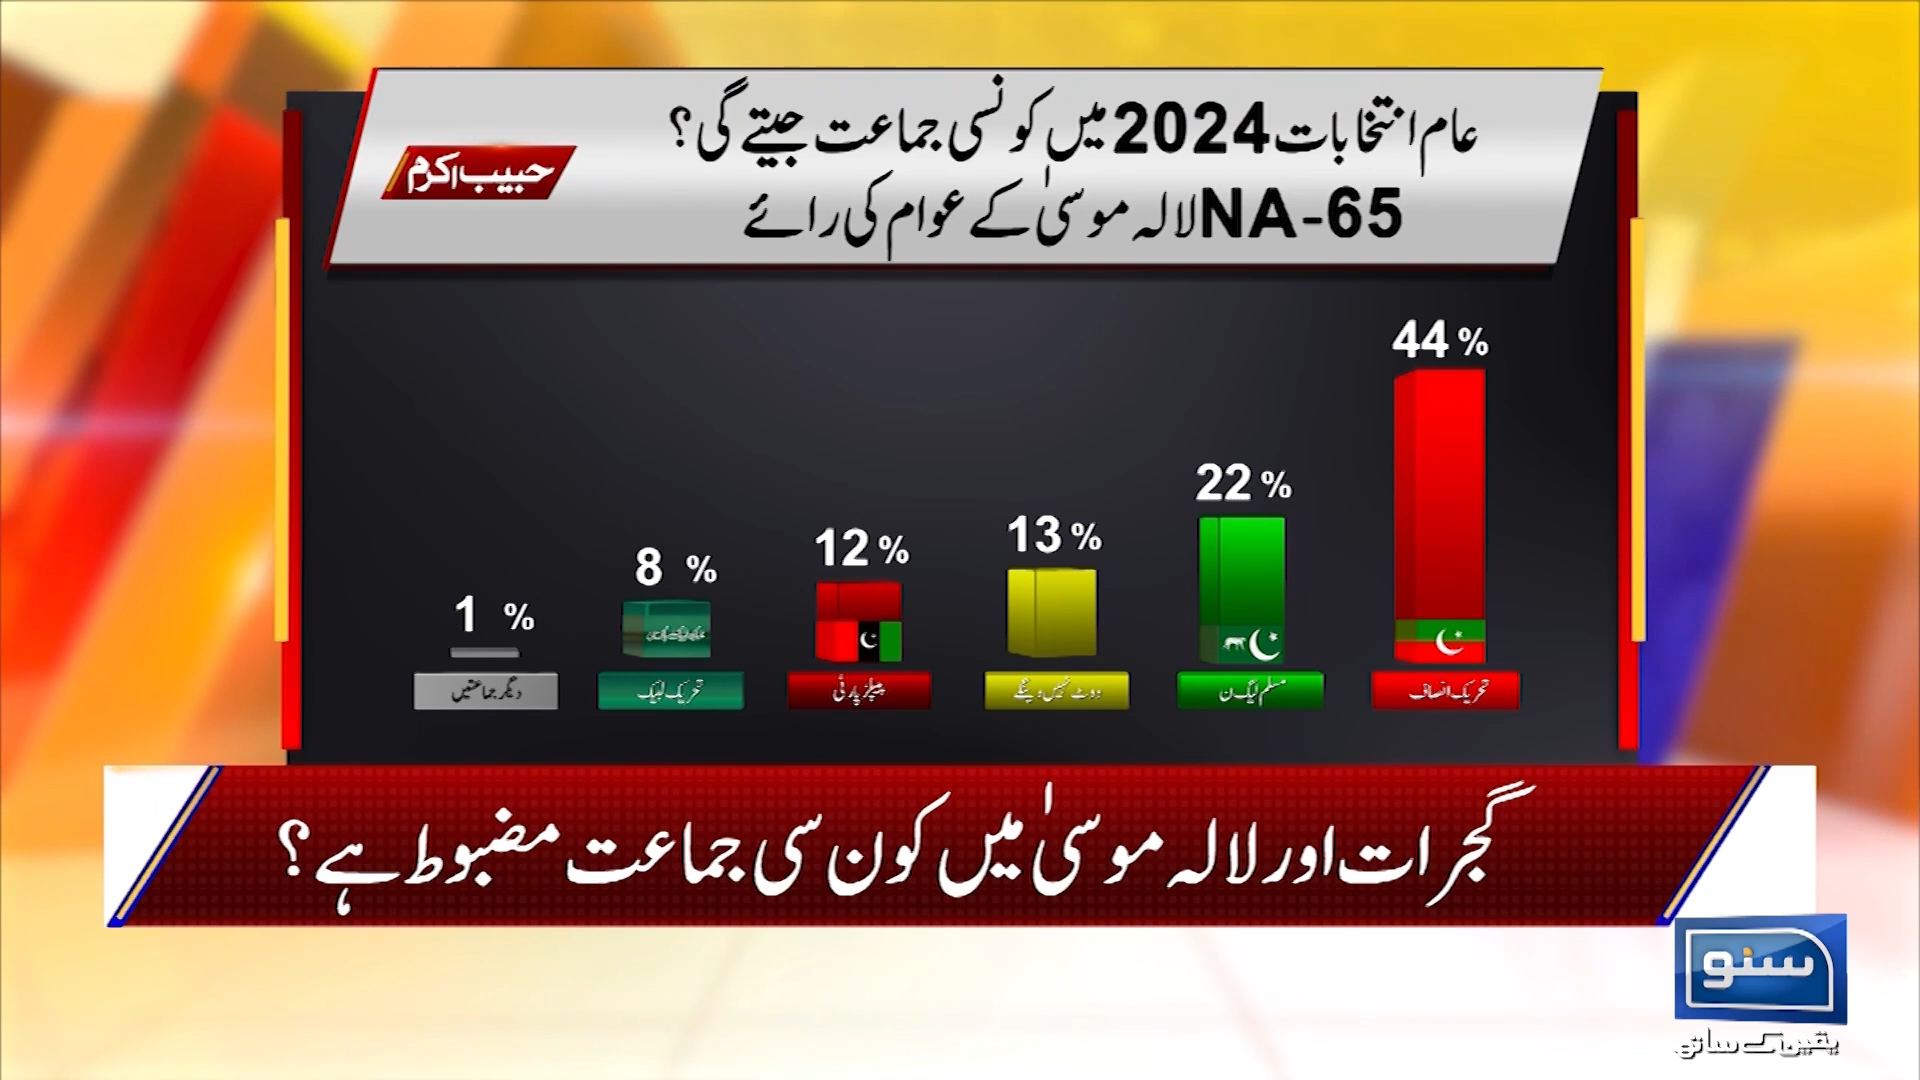 عام انتخابات 2024 میں کونسی جماعت جیتے گی؟
NA-65 لالہ موسیٰ کے عوام کی رائے
حبیب اکرم
44 %
22 %
13 %
12 %
8 %
1 %
تحریک انصاف
مسلم لیگ ن
ووٹ نہیں دینگے
پیپلز پارٹی
تحریک لبیک
دیگر جماعتیں
گجرات اور لالہ موسیٰ میں کون سی جماعت مضبوط ہے؟
سنو
یقین کے ساتھ